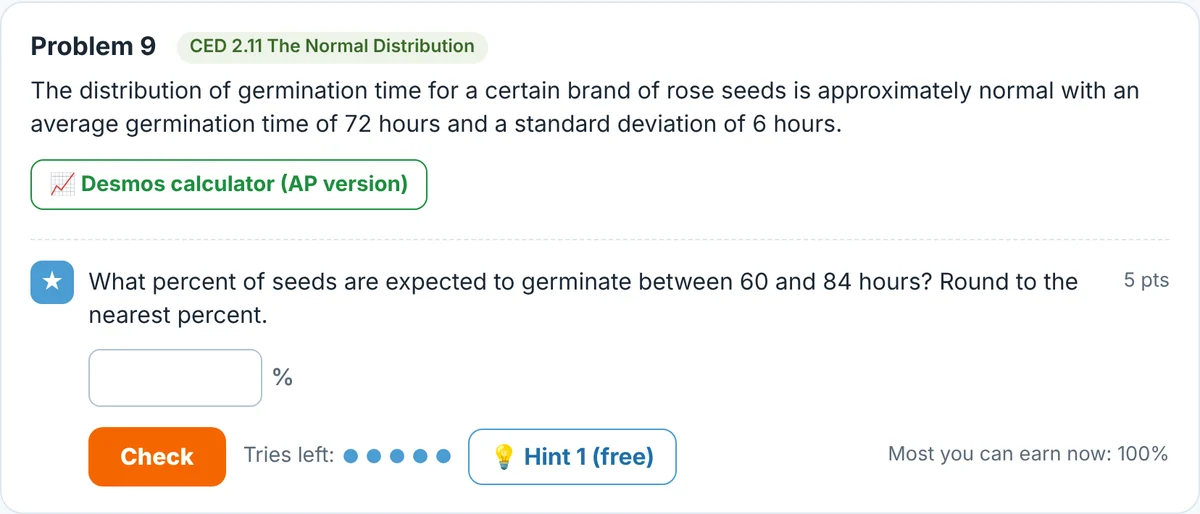 Problem 9 CED 2.11 The Normal Distribution
The distribution of germination time for a certain brand of rose seeds is approximately normal with an
average germination time of 72 hours and a standard deviation of 6 hours.
📈 Desmos calculator (AP version)
★ What percent of seeds are expected to germinate between 60 and 84 hours? Round to the 5 pts
nearest percent.
%
Check Tries left: ●●●●● 💡 Hint 1 (free) Most you can earn now: 100%